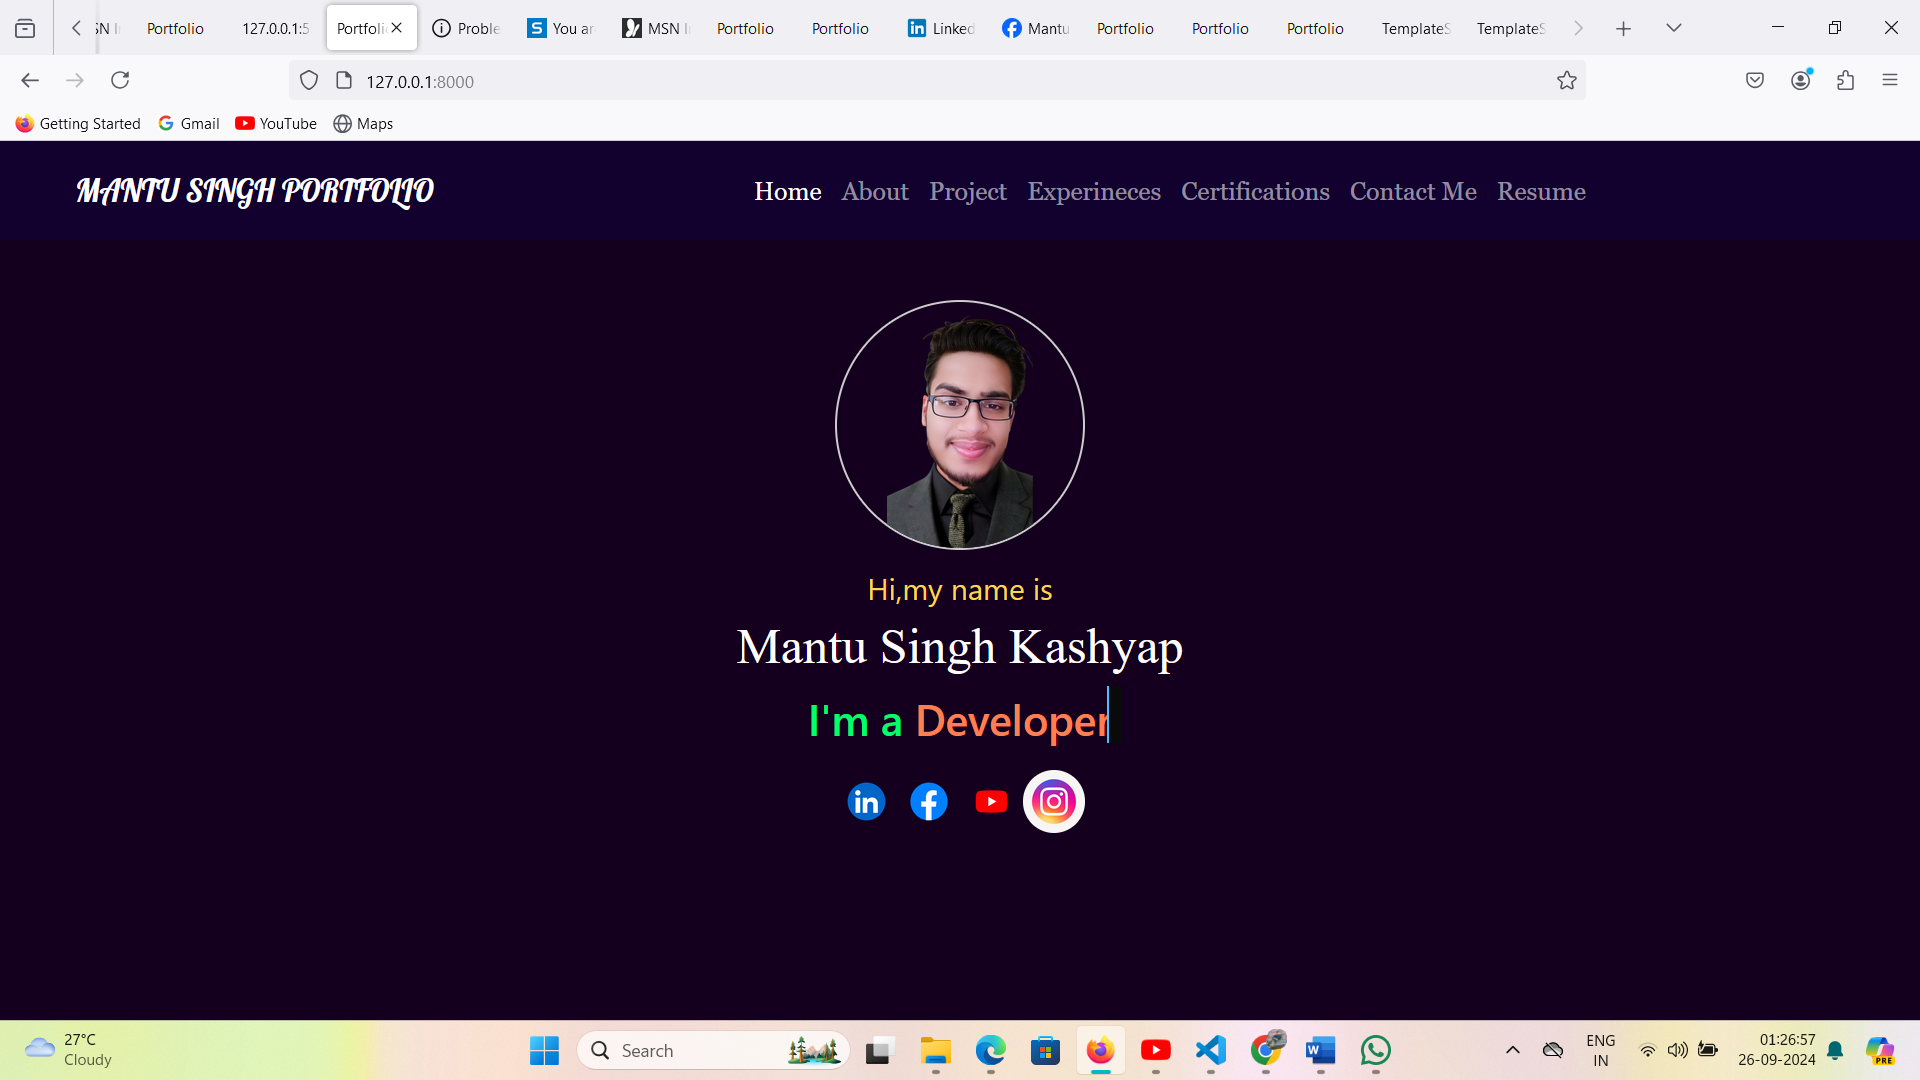 SN I
Portfolio
127.0.0.1:5
Portfoli
Proble
You ar
MSN I
Portfolio
Portfolio
Linked
Mantu
Portfolio
Portfolio
Portfolio
TemplateS
TemplateS
127.0.0.1:8000
Getting Started
Gmail
YouTube
Maps
MANTU SINGH PORTFOLIO
Home About Project Experineces Certifications Contact Me Resume
Hi,my name is
Mantu Singh Kashyap
I'm a Developer
27°C
Cloudy
Search
ENG
IN
01:26:57
26-09-2024
PRE